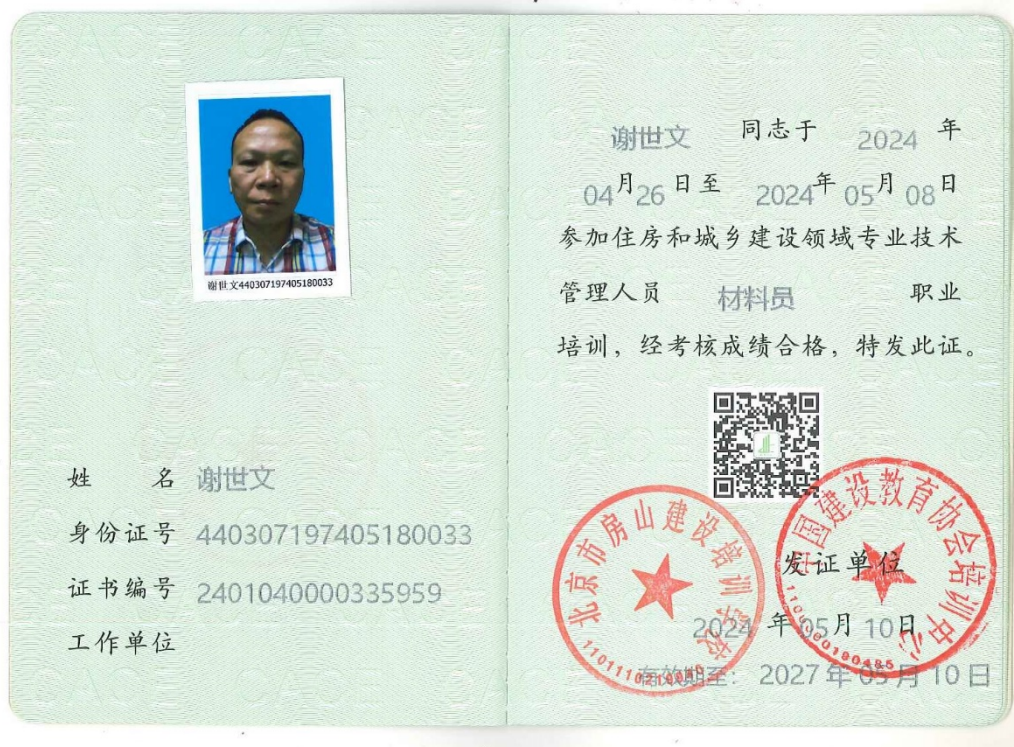 谢世文440307197405180033
姓 名 谢世文
身份证号 440307197405180033
证书编号 2401040000335959
工作单位
谢世文 同志于 2024 年
04月26日至 2024年05月08日
参加住房和城乡建设领域专业技术
管理人员 材料员 职业
培训，经考核成绩合格，特发此证。
北京市房山建设培训学校
中国建设教育协会培训中心
发证单位
2024 年05月10日
有效期至： 2027年05月10日